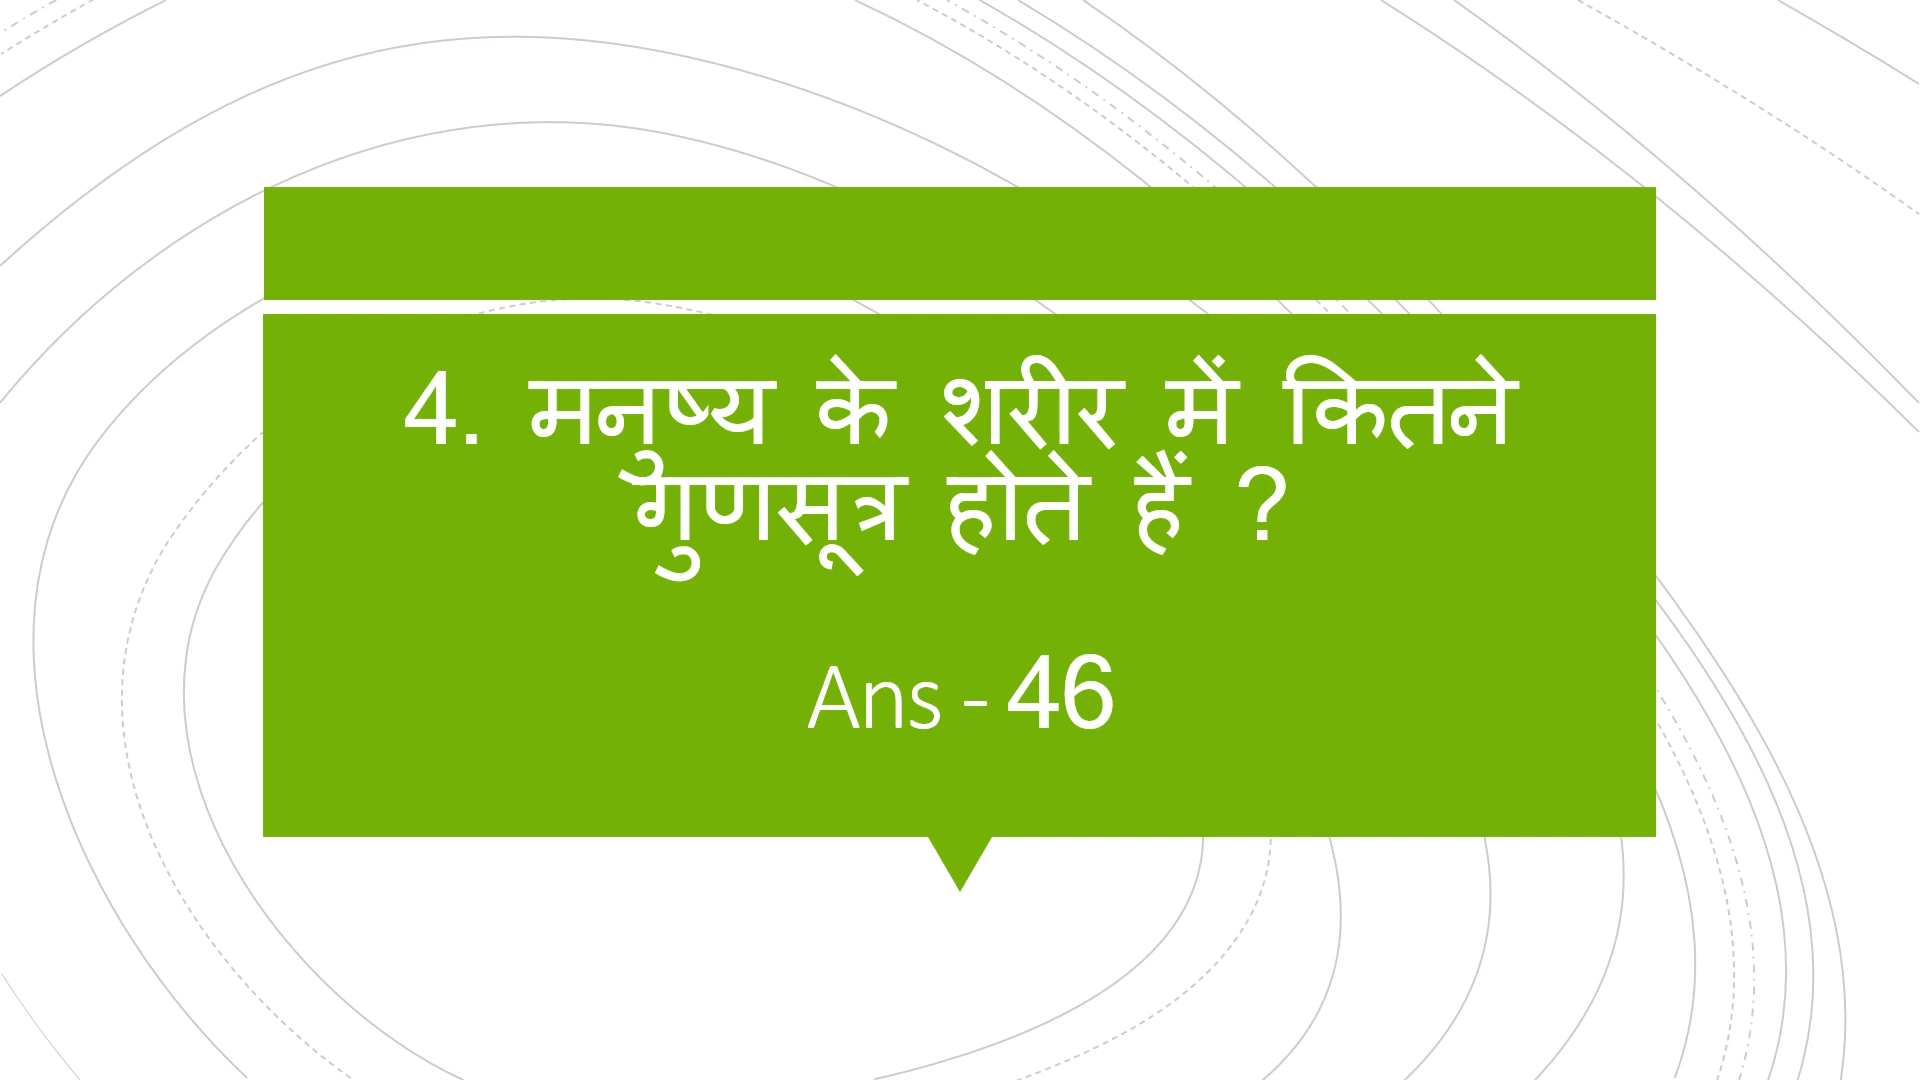 4. मनुष्य के शरीर में कितने
गुणसूत्र होते हैं ?
Ans - 46